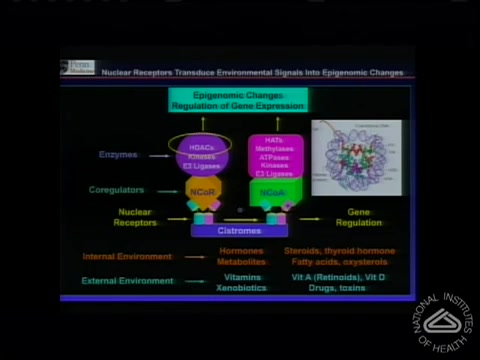 Penn
Medicine
Nuclear Receptors Transduce Environmental Signals Into Epigenomic Changes
Epigenomic Changes
Regulation of Gene Expression
Enzymes
HDACs
Kinases
E3 Ligases
HATs
Methylases
ATPases
Kinases
E3 Ligases
Coregulators
NCoR
NCoA
Nuclear
Receptors
Gene
Regulation
Cistromes
Internal Environment
Hormones
Metabolites
Steroids, thyroid hormone
Fatty acids, oxysterols
External Environment
Vitamins
Xenobiotics
Vit A (Retinoids), Vit D
Drugs, toxins
NATIONAL INSTITUTES
OF HEALTH